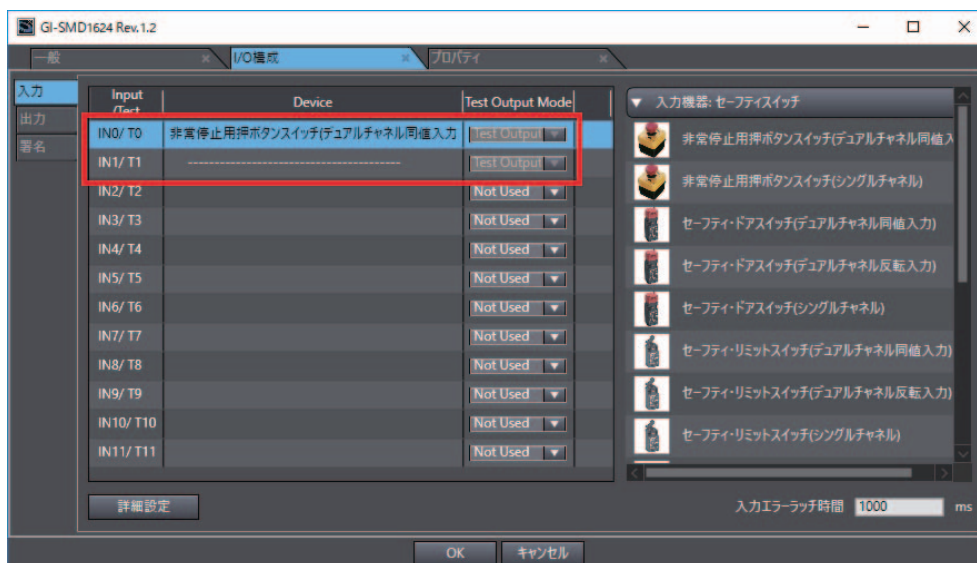 GI-SMD1624 Rev.1.2
一般 I/O構成 プロパティ
入力
出力
署名
Input /Test Device Test Output Mode
IN0/ T0 非常停止用押ボタンスイッチ(デュアルチャネル同値入力 Test Output
IN1/ T1 ---------------------------------------- Test Output
IN2/ T2 Not Used
IN3/ T3 Not Used
IN4/ T4 Not Used
IN5/ T5 Not Used
IN6/ T6 Not Used
IN7/ T7 Not Used
IN8/ T8 Not Used
IN9/ T9 Not Used
IN10/ T10 Not Used
IN11/ T11 Not Used
詳細設定
入力機器: セーフティスイッチ
非常停止用押ボタンスイッチ(デュアルチャネル同値入
非常停止用押ボタンスイッチ(シングルチャネル)
セーフティ・ドアスイッチ(デュアルチャネル同値入力)
セーフティ・ドアスイッチ(デュアルチャネル反転入力)
セーフティ・ドアスイッチ(シングルチャネル)
セーフティ・リミットスイッチ(デュアルチャネル同値入力)
セーフティ・リミットスイッチ(デュアルチャネル反転入力)
セーフティ・リミットスイッチ(シングルチャネル)
入力エラーラッチ時間 1000 ms
OK キャンセル